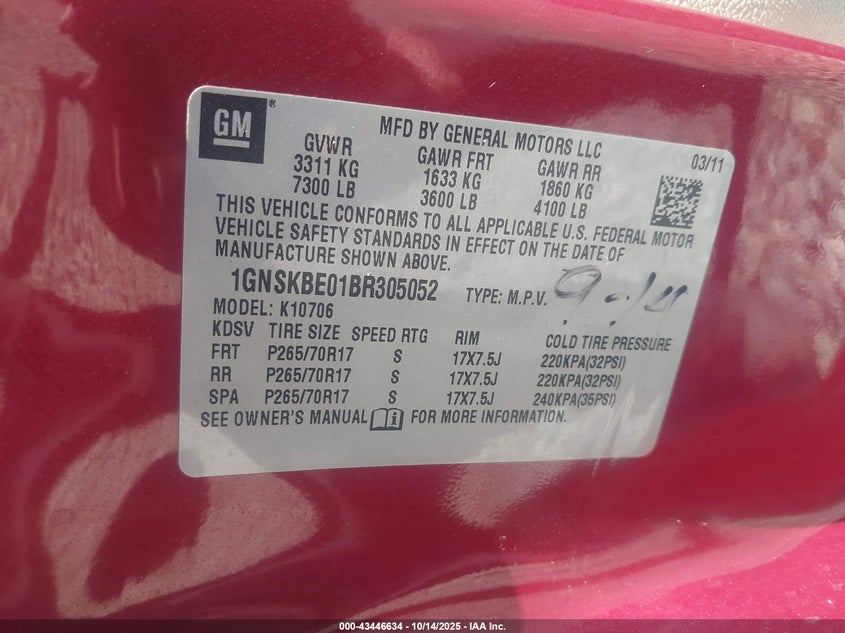 GM ®
MFD BY GENERAL MOTORS LLC
03/11
GVWR GAWR FRT GAWR RR
3311 KG 1633 KG 1860 KG
7300 LB 3600 LB 4100 LB
THIS VEHICLE CONFORMS TO ALL APPLICABLE U.S. FEDERAL MOTOR
VEHICLE SAFETY STANDARDS IN EFFECT ON THE DATE OF
MANUFACTURE SHOWN ABOVE.
1GNSKBE01BR305052 TYPE: M.P.V.
MODEL: K10706
KDSV TIRE SIZE SPEED RTG RIM COLD TIRE PRESSURE
FRT P265/70R17 S 17X7.5J 220KPA(32PSI)
RR P265/70R17 S 17X7.5J 220KPA(32PSI)
SPA P265/70R17 S 17X7.5J 240KPA(35PSI)
SEE OWNER'S MANUAL i FOR MORE INFORMATION.
000-43446634 - 10/14/2025 - IAA Inc.